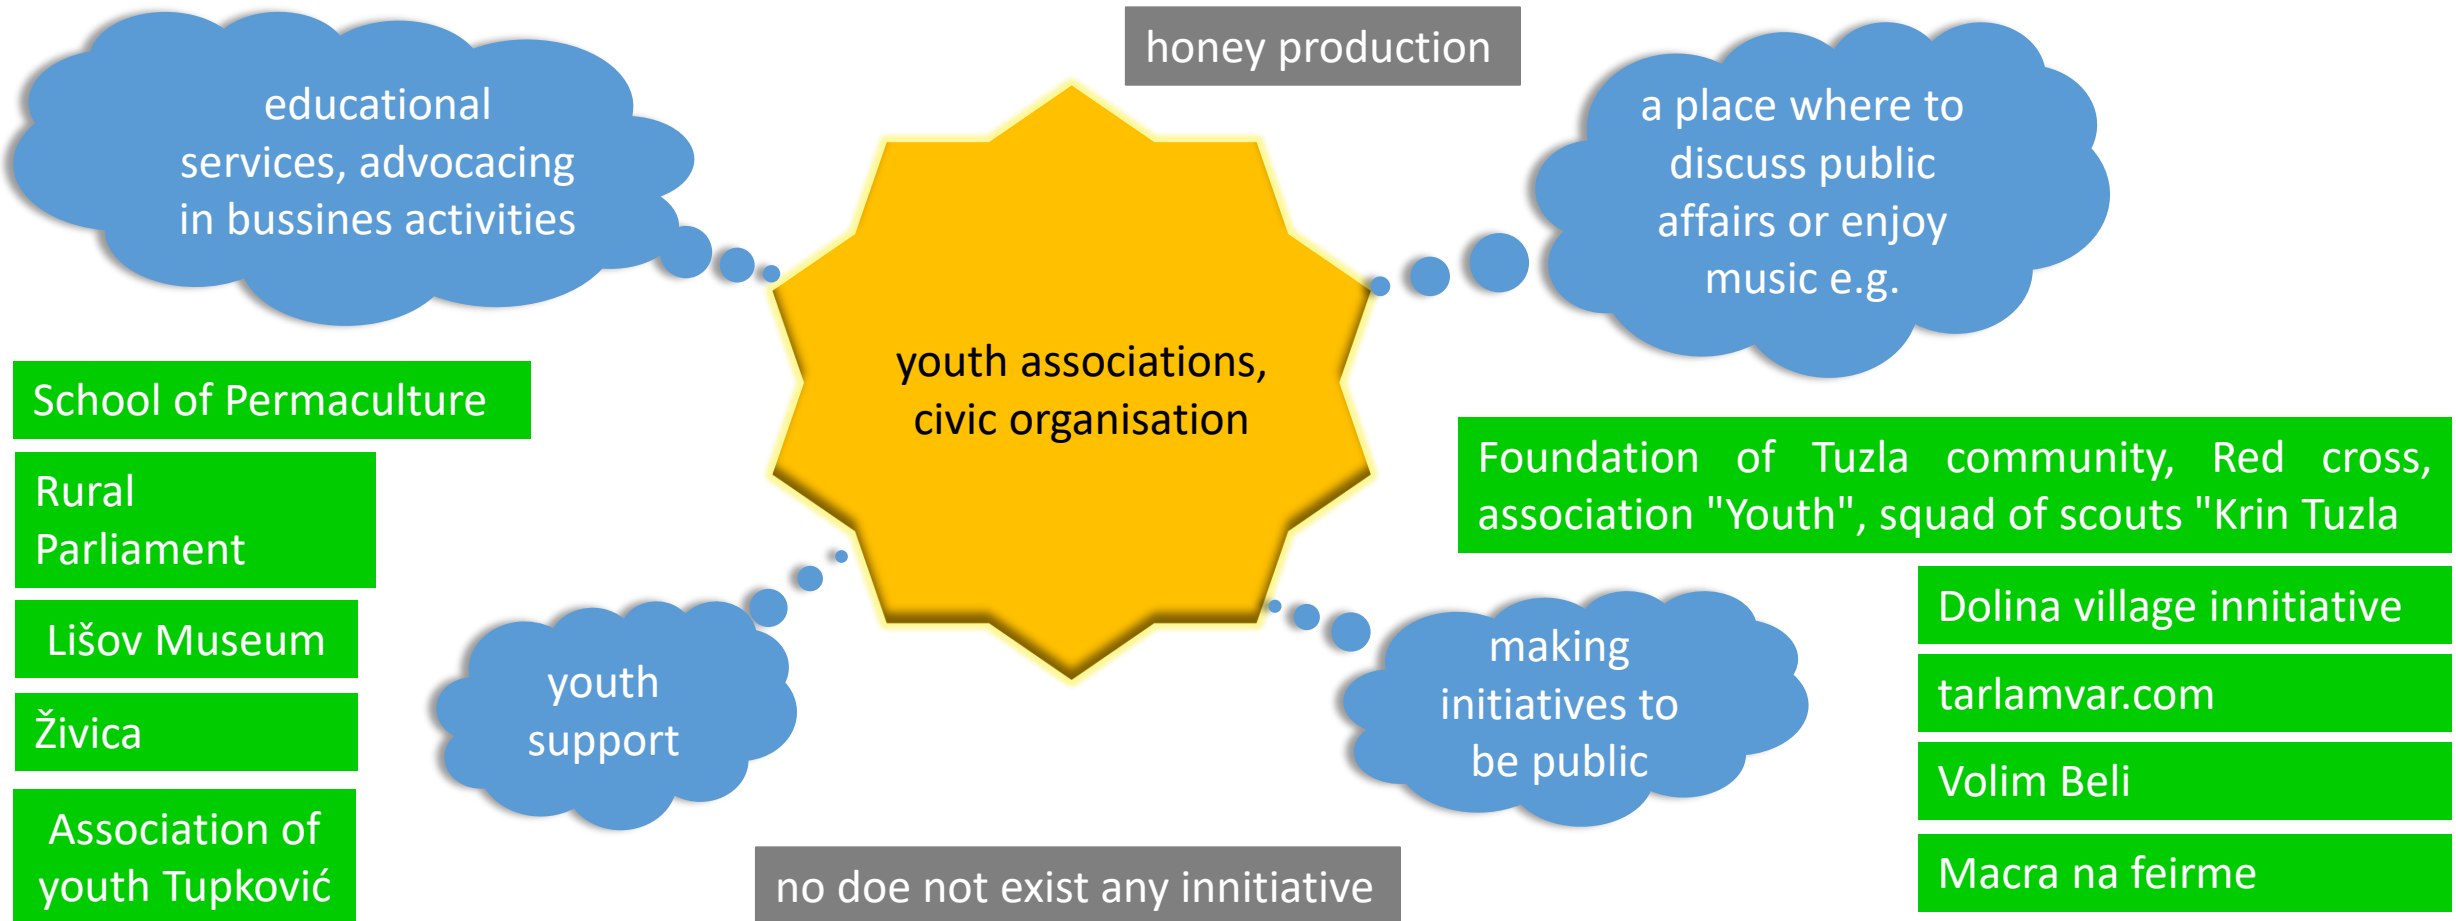 honey production
educational
services, advocacing
in bussines activities
a place where to
discuss public
affairs or enjoy
music e.g.
youth associations,
civic organisation
School of Permaculture
Rural
Parliament
Lišov Museum
Živica
Association of
youth Tupković
youth
support
Foundation of Tuzla community, Red cross,
association "Youth", squad of scouts "Krin Tuzla
making
initiatives to
be public
Dolina village innitiative
tarlamvar.com
Volim Beli
Macra na feirme
no doe not exist any innitiative